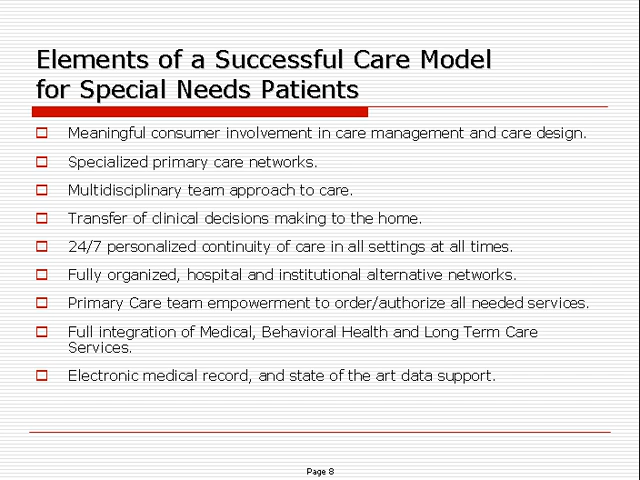 Elements of a Successful Care Model
for Special Needs Patients
Meaningful consumer involvement in care management and care design.
Specialized primary care networks.
Multidisciplinary team approach to care.
Transfer of clinical decisions making to the home.
24/7 personalized continuity of care in all settings at all times.
Fully organized, hospital and institutional alternative networks.
Primary Care team empowerment to order/authorize all needed services.
Full integration of Medical, Behavioral Health and Long Term Care
Services.
Electronic medical record, and state of the art data support.
Page 8